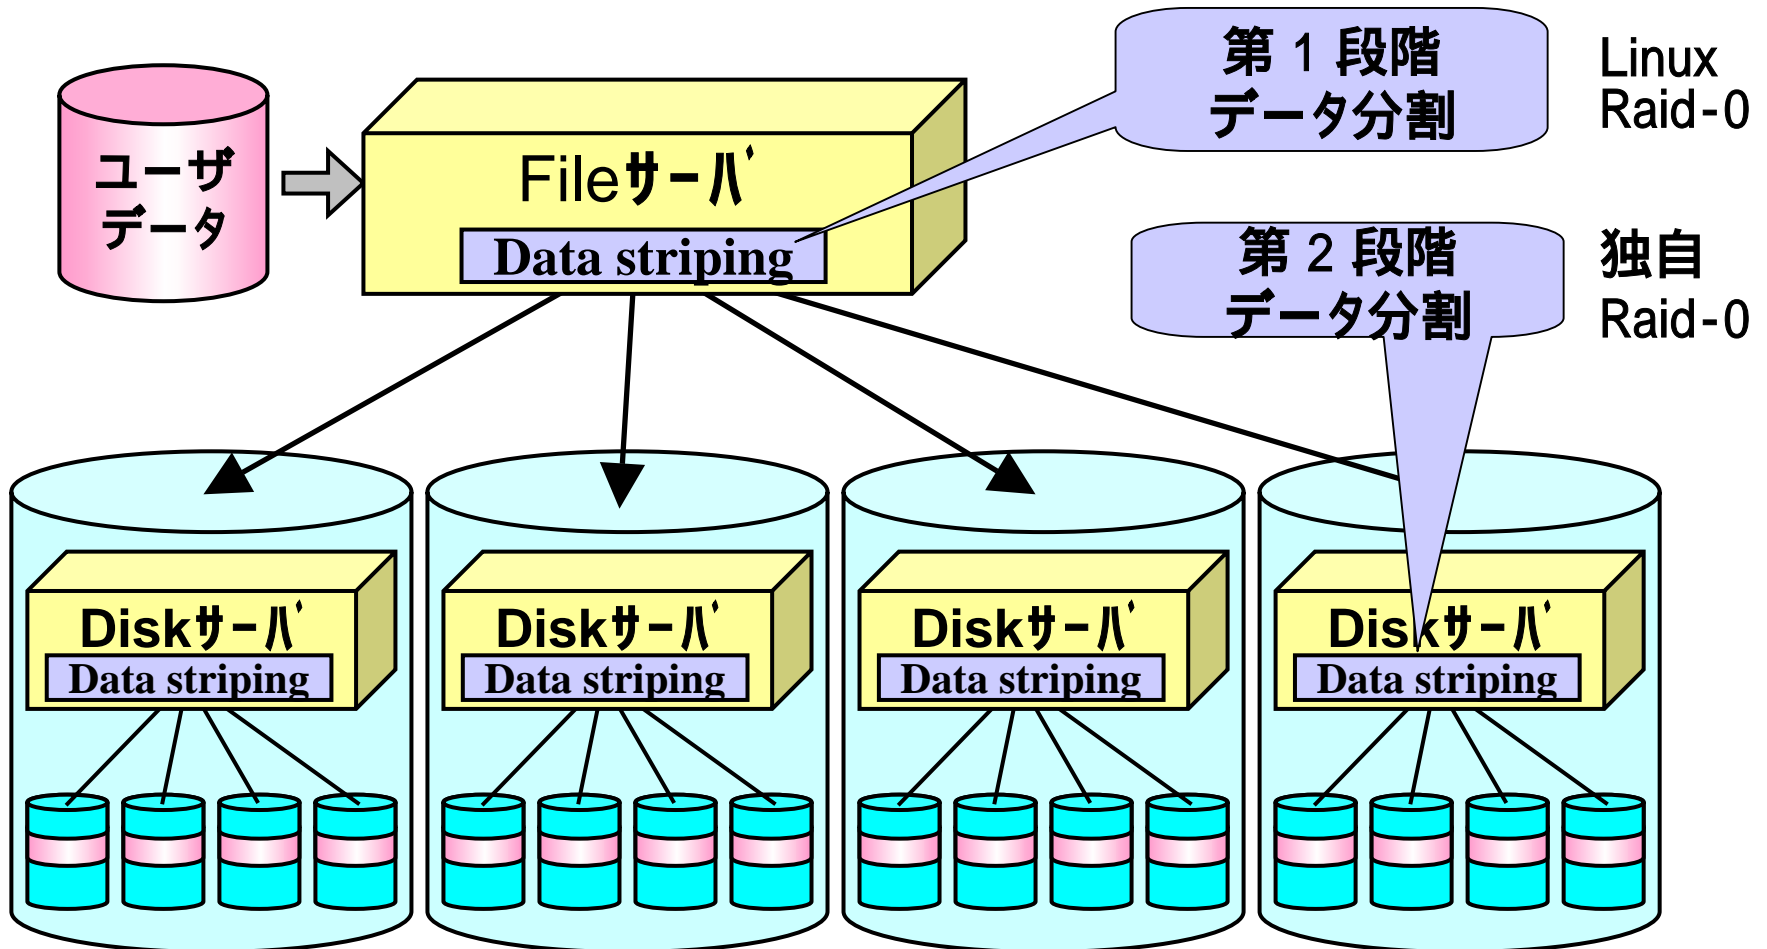 第1段階
データ分割
Linux
Raid-0
ユーザ
データ
Fileサーバ
Data striping
第2段階
データ分割
独自
Raid-0
Diskサーバ
Data striping
Diskサーバ
Data striping
Diskサーバ
Data striping
Diskサーバ
Data striping